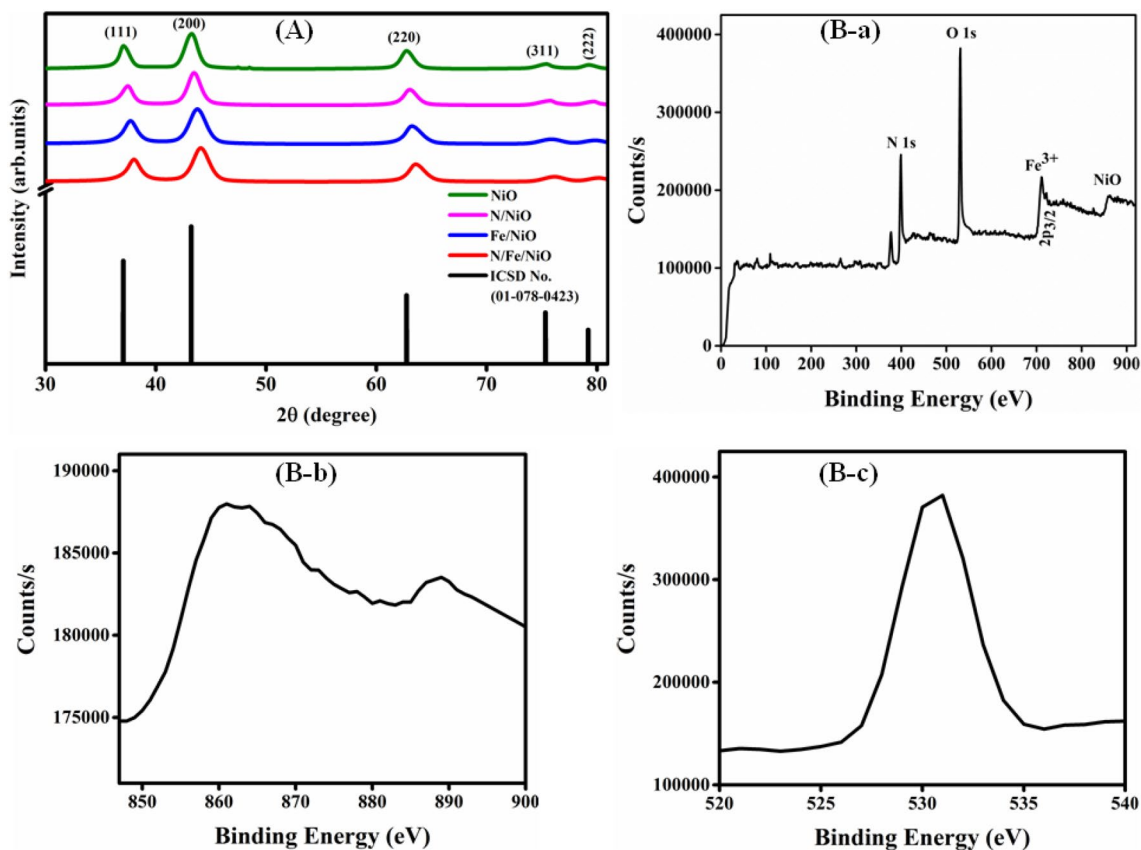 (A)
(111)
(200)
(220)
(311)
(222)
Intensity (arb.units)
NiO
N/NiO
Fe/NiO
N/Fe/NiO
ICSD No.
(01-078-0423)
30
40
50
60
70
80
2θ (degree)
(B-a)
400000
300000
200000
100000
0
Counts/s
N 1s
O 1s
Fe3+
2p3/2
NiO
0
100
200
300
400
500
600
700
800
900
Binding Energy (eV)
(B-b)
190000
185000
180000
175000
Counts/s
850
860
870
880
890
900
Binding Energy (eV)
(B-c)
400000
300000
200000
100000
Counts/s
520
525
530
535
540
Binding Energy (eV)